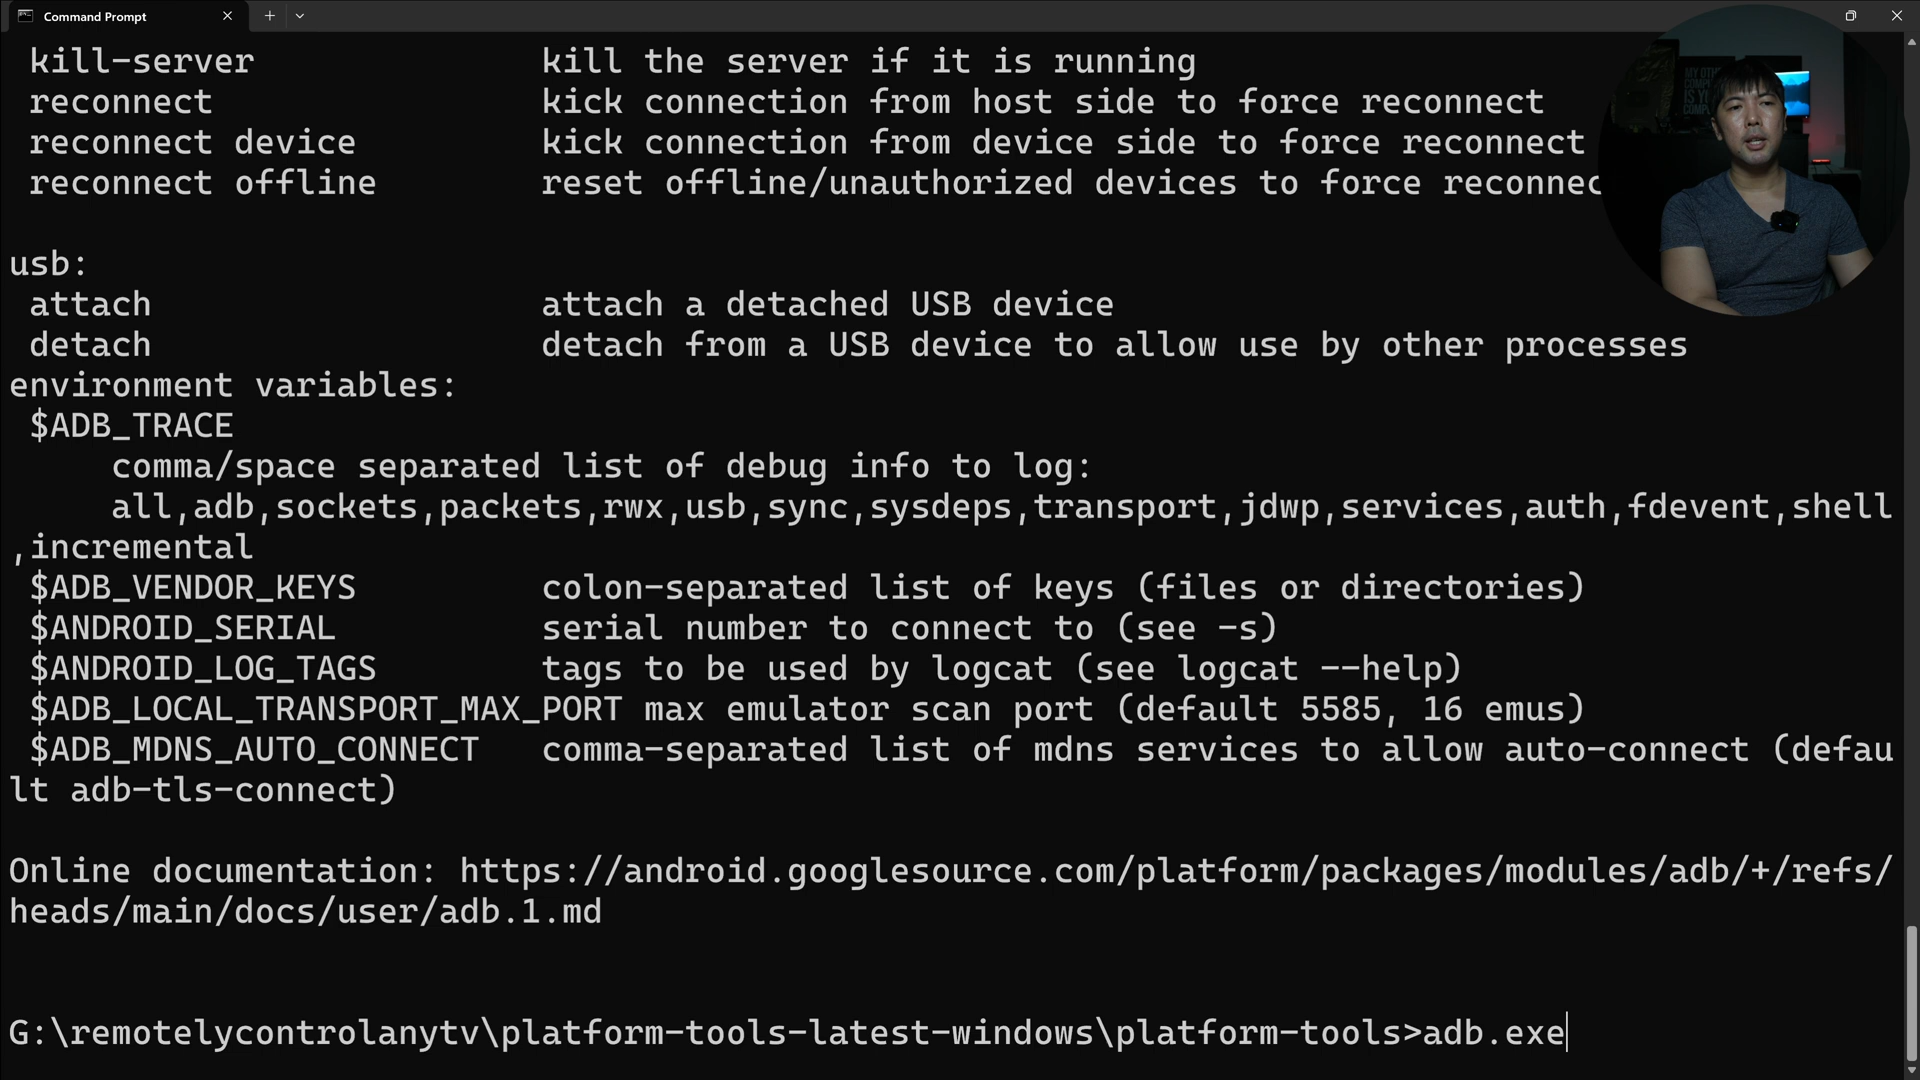 Command Prompt
kill-server kill the server if it is running
reconnect kick connection from host side to force reconnect
reconnect device kick connection from device side to force reconnect
reconnect offline reset offline/unauthorized devices to force reconnec
usb:
attach attach a detached USB device
detach detach from a USB device to allow use by other processes
environment variables:
$ADB_TRACE
comma/space separated list of debug info to log:
all,adb,sockets,packets,rwx,usb,sync,sysdeps,transport,jdwp,services,auth,fdevent,shell
,incremental
$ADB_VENDOR_KEYS colon-separated list of keys (files or directories)
$ANDROID_SERIAL serial number to connect to (see -s)
$ANDROID_LOG_TAGS tags to be used by logcat (see logcat --help)
$ADB_LOCAL_TRANSPORT_MAX_PORT max emulator scan port (default 5585, 16 emus)
$ADB_MDNS_AUTO_CONNECT comma-separated list of mdns services to allow auto-connect (defau
lt adb-tls-connect)
Online documentation: https://android.googlesource.com/platform/packages/modules/adb/+/refs/
heads/main/docs/user/adb.1.md
G:\remotelycontrolanytv\platform-tools-latest-windows\platform-tools>adb.exe